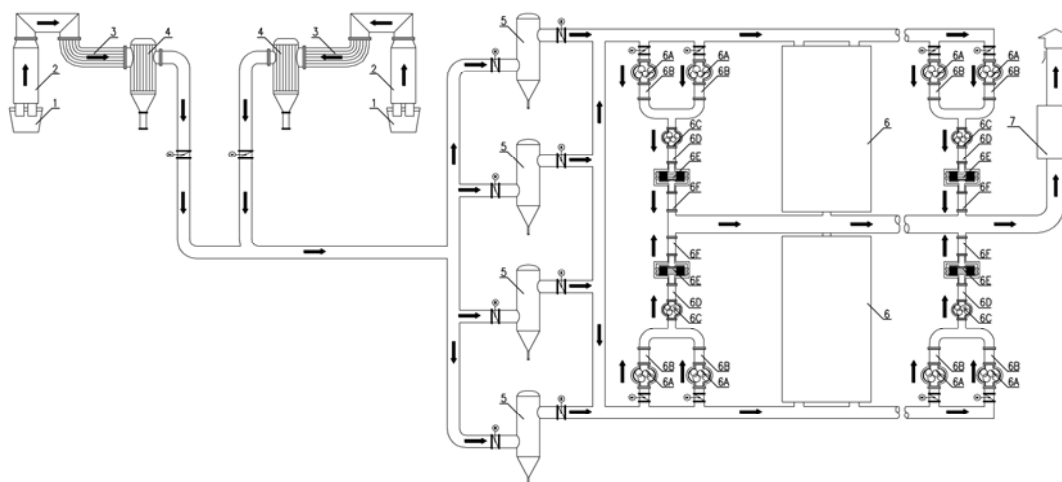 5
3 4 4 3
6A 6A 6A 6A
2 2 6B 6B 6B 6B
1 1
6 7
5 6C 6C
6D 6D
6E 6E
6F 6F
6F 6F
5 6E 6E
6D 6D
6C 6 6C
6B 6B 6B 6B
5 6A 6A 6A 6A